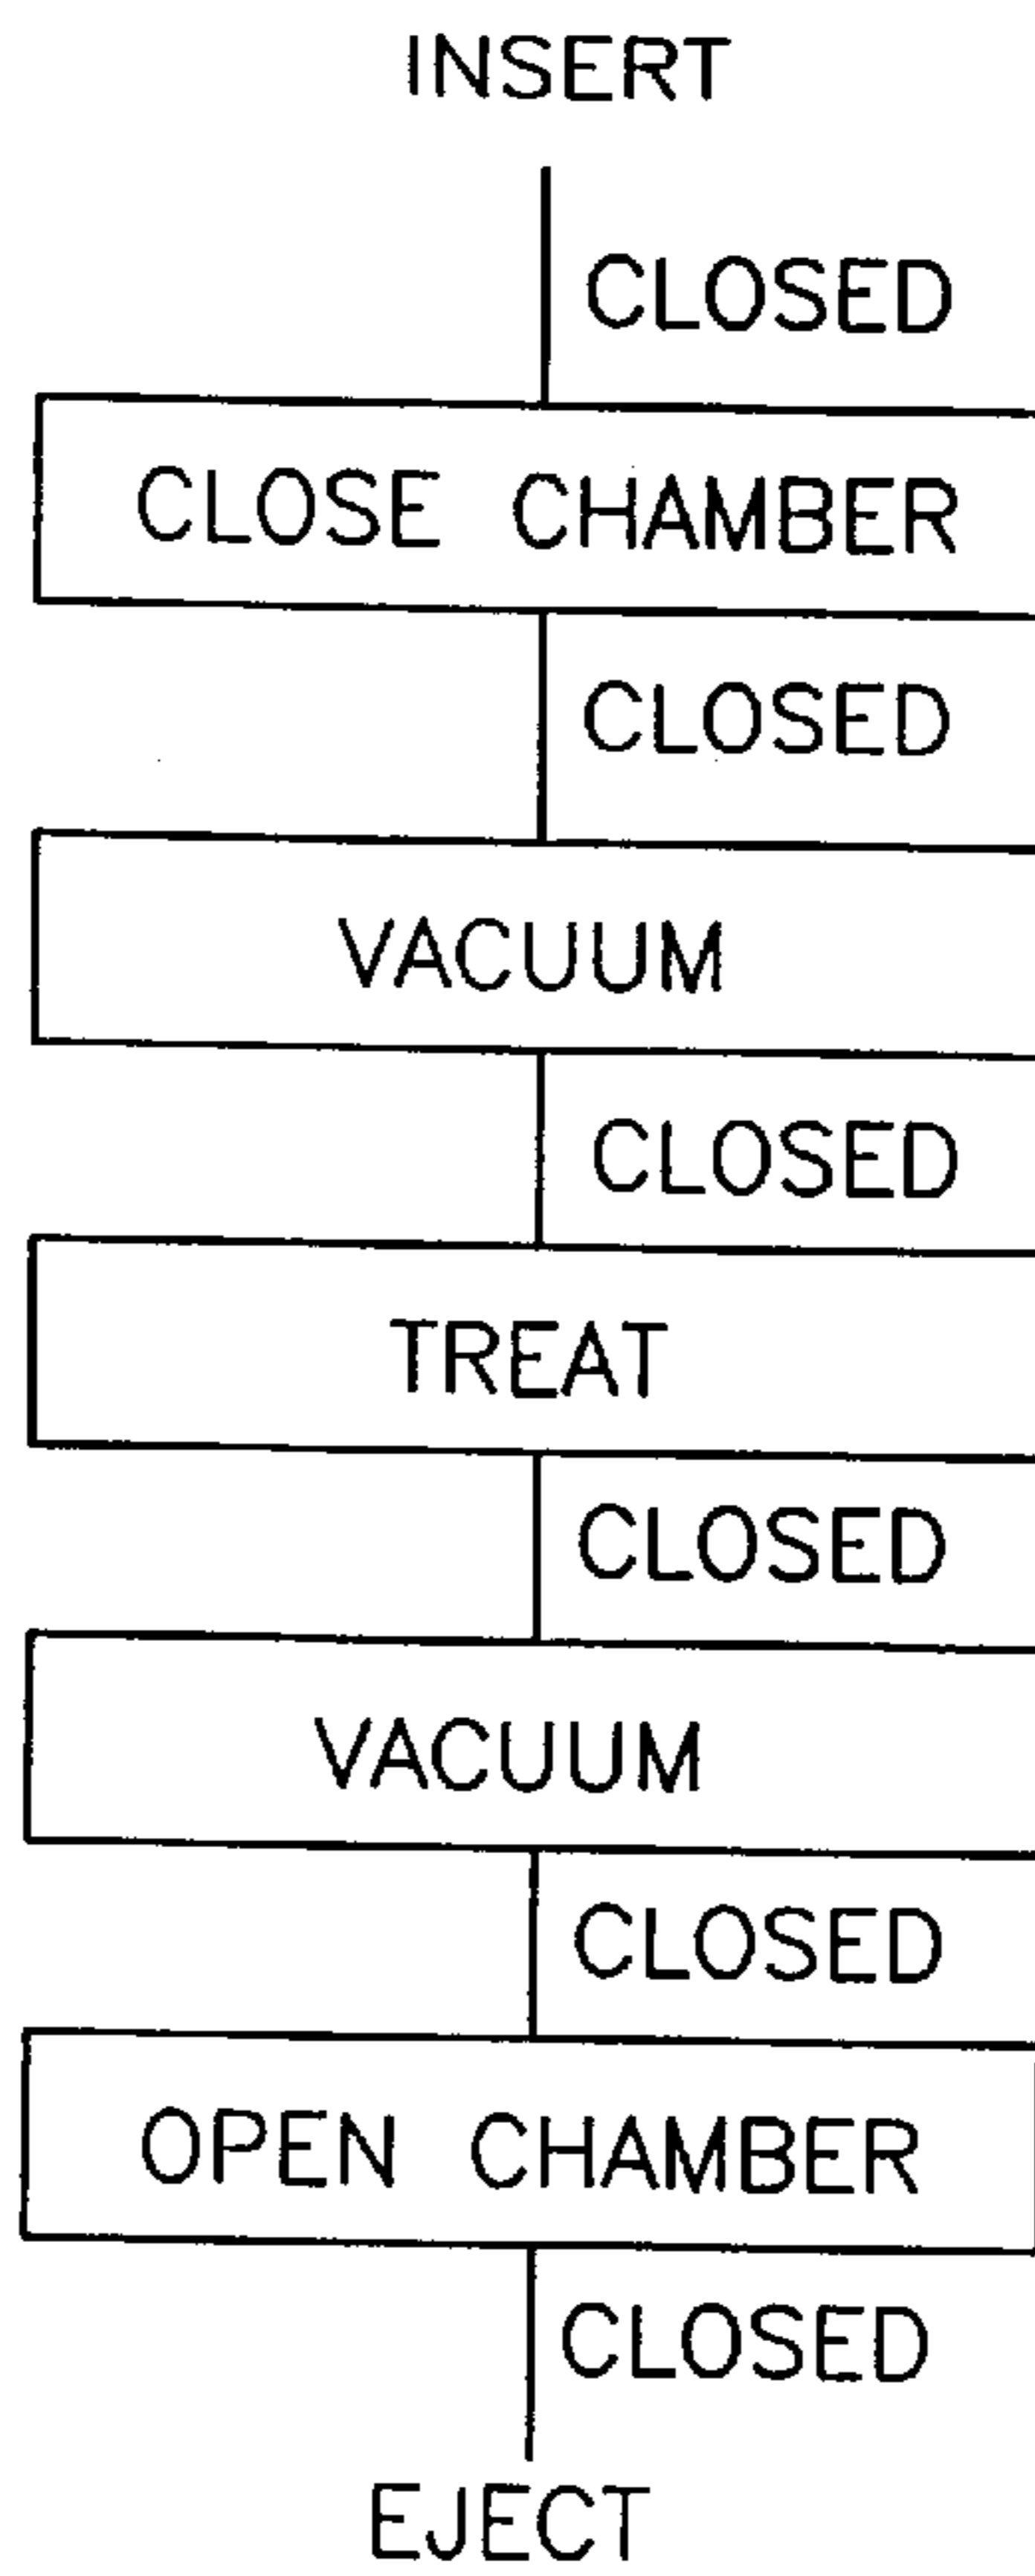 INSERT
CLOSED
CLOSE CHAMBER
CLOSED
VACUUM
CLOSED
TREAT
CLOSED
VACUUM
CLOSED
OPEN CHAMBER
CLOSED
EJECT